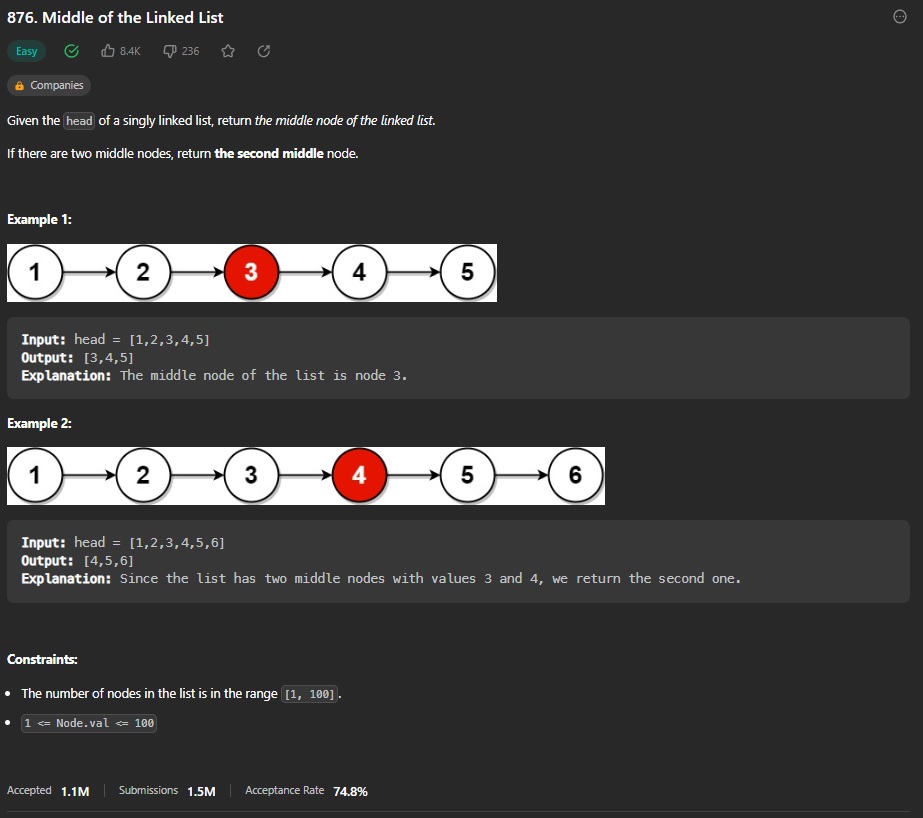 876. Middle of the Linked List
Easy 8.4K 236
Companies
Given the head of a singly linked list, return the middle node of the linked list.
If there are two middle nodes, return the second middle node.
Example 1:
1 2 3 4 5
Input: head = [1,2,3,4,5]
Output: [3,4,5]
Explanation: The middle node of the list is node 3.
Example 2:
1 2 3 4 5 6
Input: head = [1,2,3,4,5,6]
Output: [4,5,6]
Explanation: Since the list has two middle nodes with values 3 and 4, we return the second one.
Constraints:
• The number of nodes in the list is in the range [1, 100].
• 1 <= Node.val <= 100
Accepted 1.1M Submissions 1.5M Acceptance Rate 74.8%